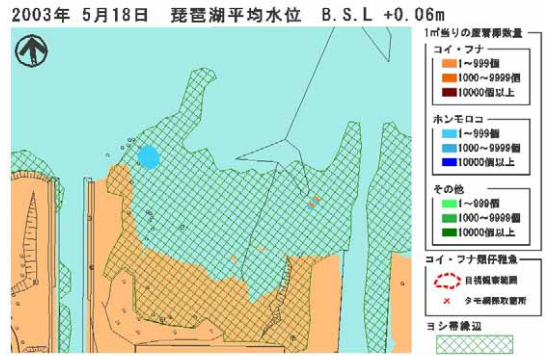 2003年 5月18日 琵琶湖平均水位 B.S.L +0.06m
1㎡当りの産着卵数量
コイ・フナ
1～999個
1000～9999個
10000個以上
ホンモロコ
1～999個
1000～9999個
10000個以上
その他
1～999個
1000～9999個
10000個以上
コイ・フナ類仔稚魚
目視観察範囲
タモ網採取箇所
ヨシ帯縁辺